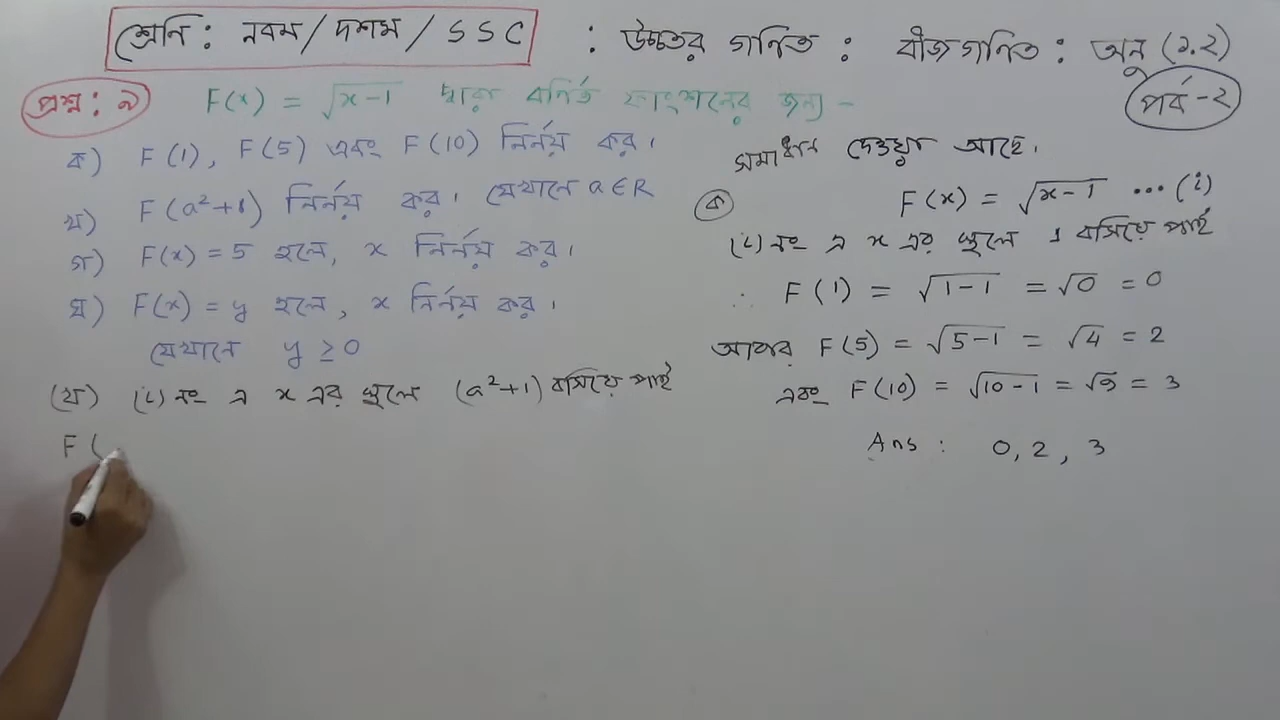 শ্রেনি : নবম / দশম / SSC : উচ্চতর গনিত : বীজগনিত : অনু (১.২)
প্রশ্ন : ৯ F(x) = √x-1 দ্বারা বর্নিত ফাংশনের জন্য -
পর্ব -২
ক) F(1), F(5) এবং F(10) নির্নয় কর।
খ) F(a²+1) নির্নয় কর। যেখানে a∈R
গ) F(x) = 5 হলে, x নির্নয় কর।
ঘ) F(x) = y হলে, x নির্নয় কর।
যেখানে y ≥ 0
(খ) (i) নং এ x এর স্থলে (a²+1) বসিয়ে পাই
F (
সমাধান দেওয়া আছে।
ক F(x) = √x-1 ... (i)
(i) নং এ x এর স্থলে 1 বসিয়ে পাই
∴ F(1) = √1-1 = √0 = 0
আবার F(5) = √5-1 = √4 = 2
এবং F(10) = √10-1 = √9 = 3
Ans : 0, 2, 3